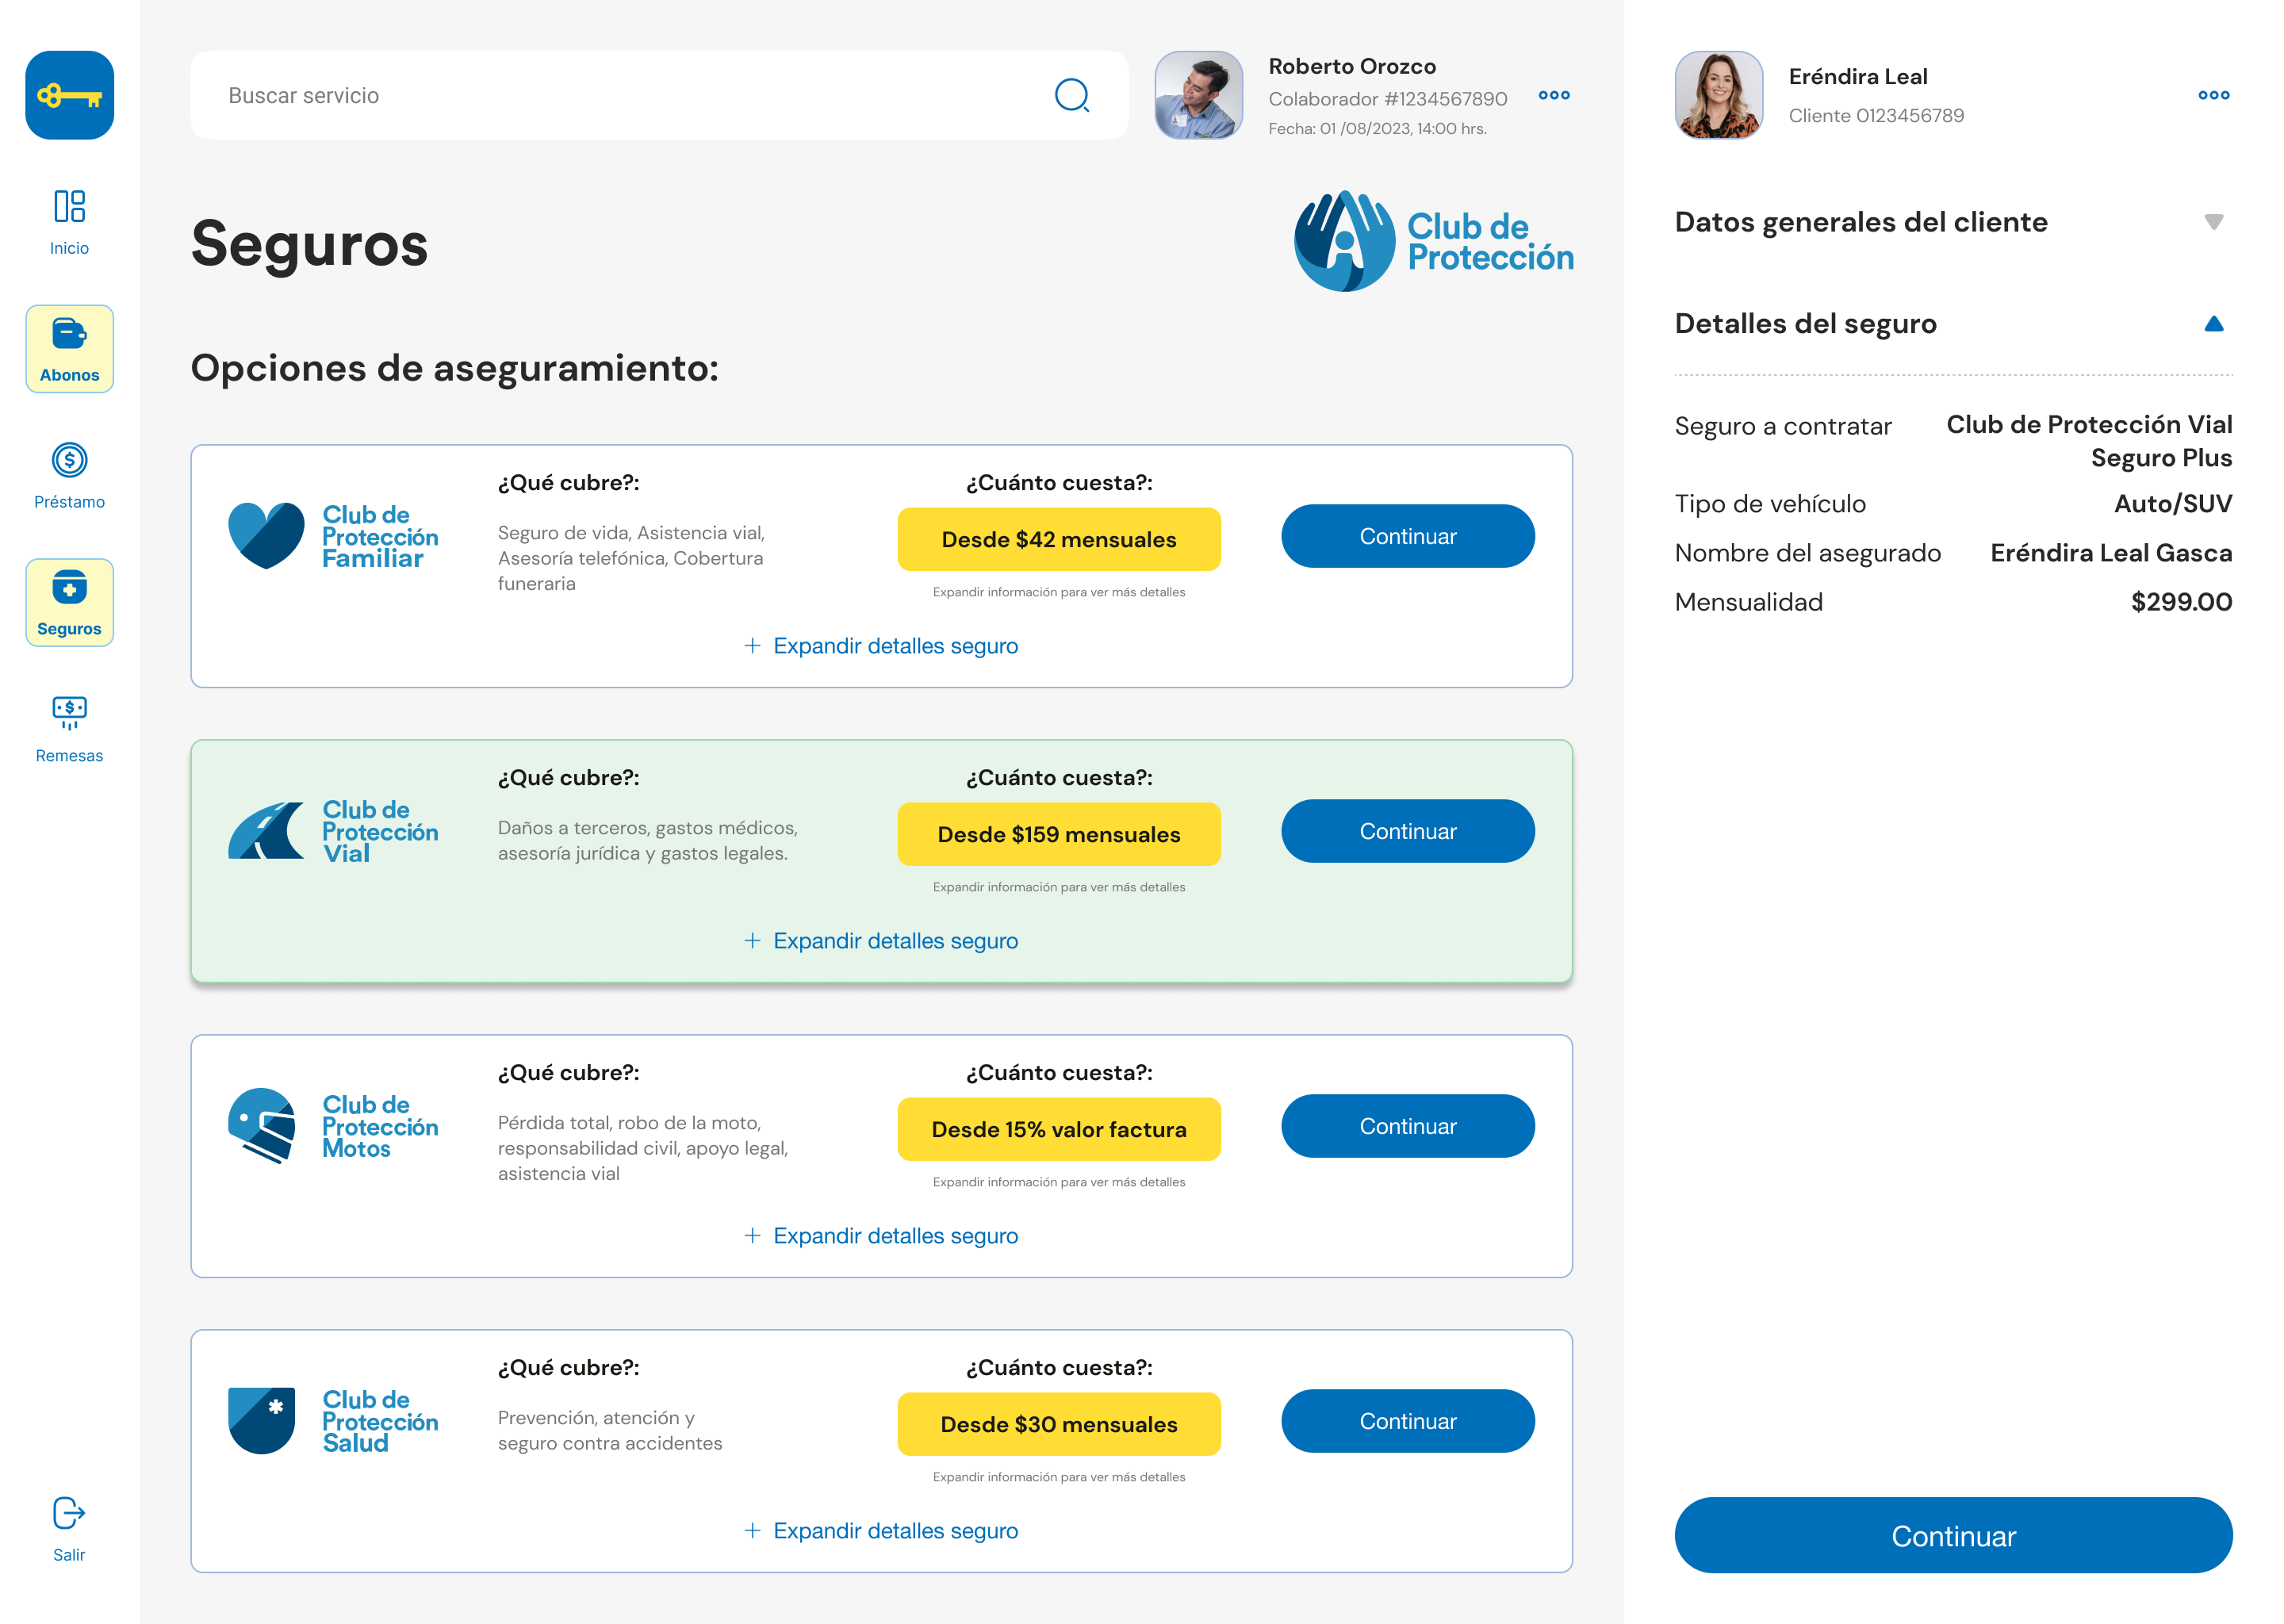 Inicio
Abonos
Préstamo
Seguros
Remesas
Salir
Buscar servicio
Roberto Orozco
Colaborador #1234567890
Fecha: 01 /08/2023, 14:00 hrs.
Seguros
Club de
Protección
Opciones de aseguramiento:
Club de
Protección
Familiar
¿Qué cubre?:
Seguro de vida, Asistencia vial,
Asesoría telefónica, Cobertura
funeraria
¿Cuánto cuesta?:
Desde $42 mensuales
Expandir información para ver más detalles
Continuar
+ Expandir detalles seguro
Club de
Protección
Vial
¿Qué cubre?:
Daños a terceros, gastos médicos,
asesoría jurídica y gastos legales.
¿Cuánto cuesta?:
Desde $159 mensuales
Expandir información para ver más detalles
Continuar
+ Expandir detalles seguro
Club de
Protección
Motos
¿Qué cubre?:
Pérdida total, robo de la moto,
responsabilidad civil, apoyo legal,
asistencia vial
¿Cuánto cuesta?:
Desde 15% valor factura
Expandir información para ver más detalles
Continuar
+ Expandir detalles seguro
Club de
Protección
Salud
¿Qué cubre?:
Prevención, atención y
seguro contra accidentes
¿Cuánto cuesta?:
Desde $30 mensuales
Expandir información para ver más detalles
Continuar
+ Expandir detalles seguro
Eréndira Leal
Cliente 0123456789
Datos generales del cliente
Detalles del seguro
Seguro a contratar Club de Protección Vial
Seguro Plus
Tipo de vehículo Auto/SUV
Nombre del asegurado Eréndira Leal Gasca
Mensualidad $299.00
Continuar